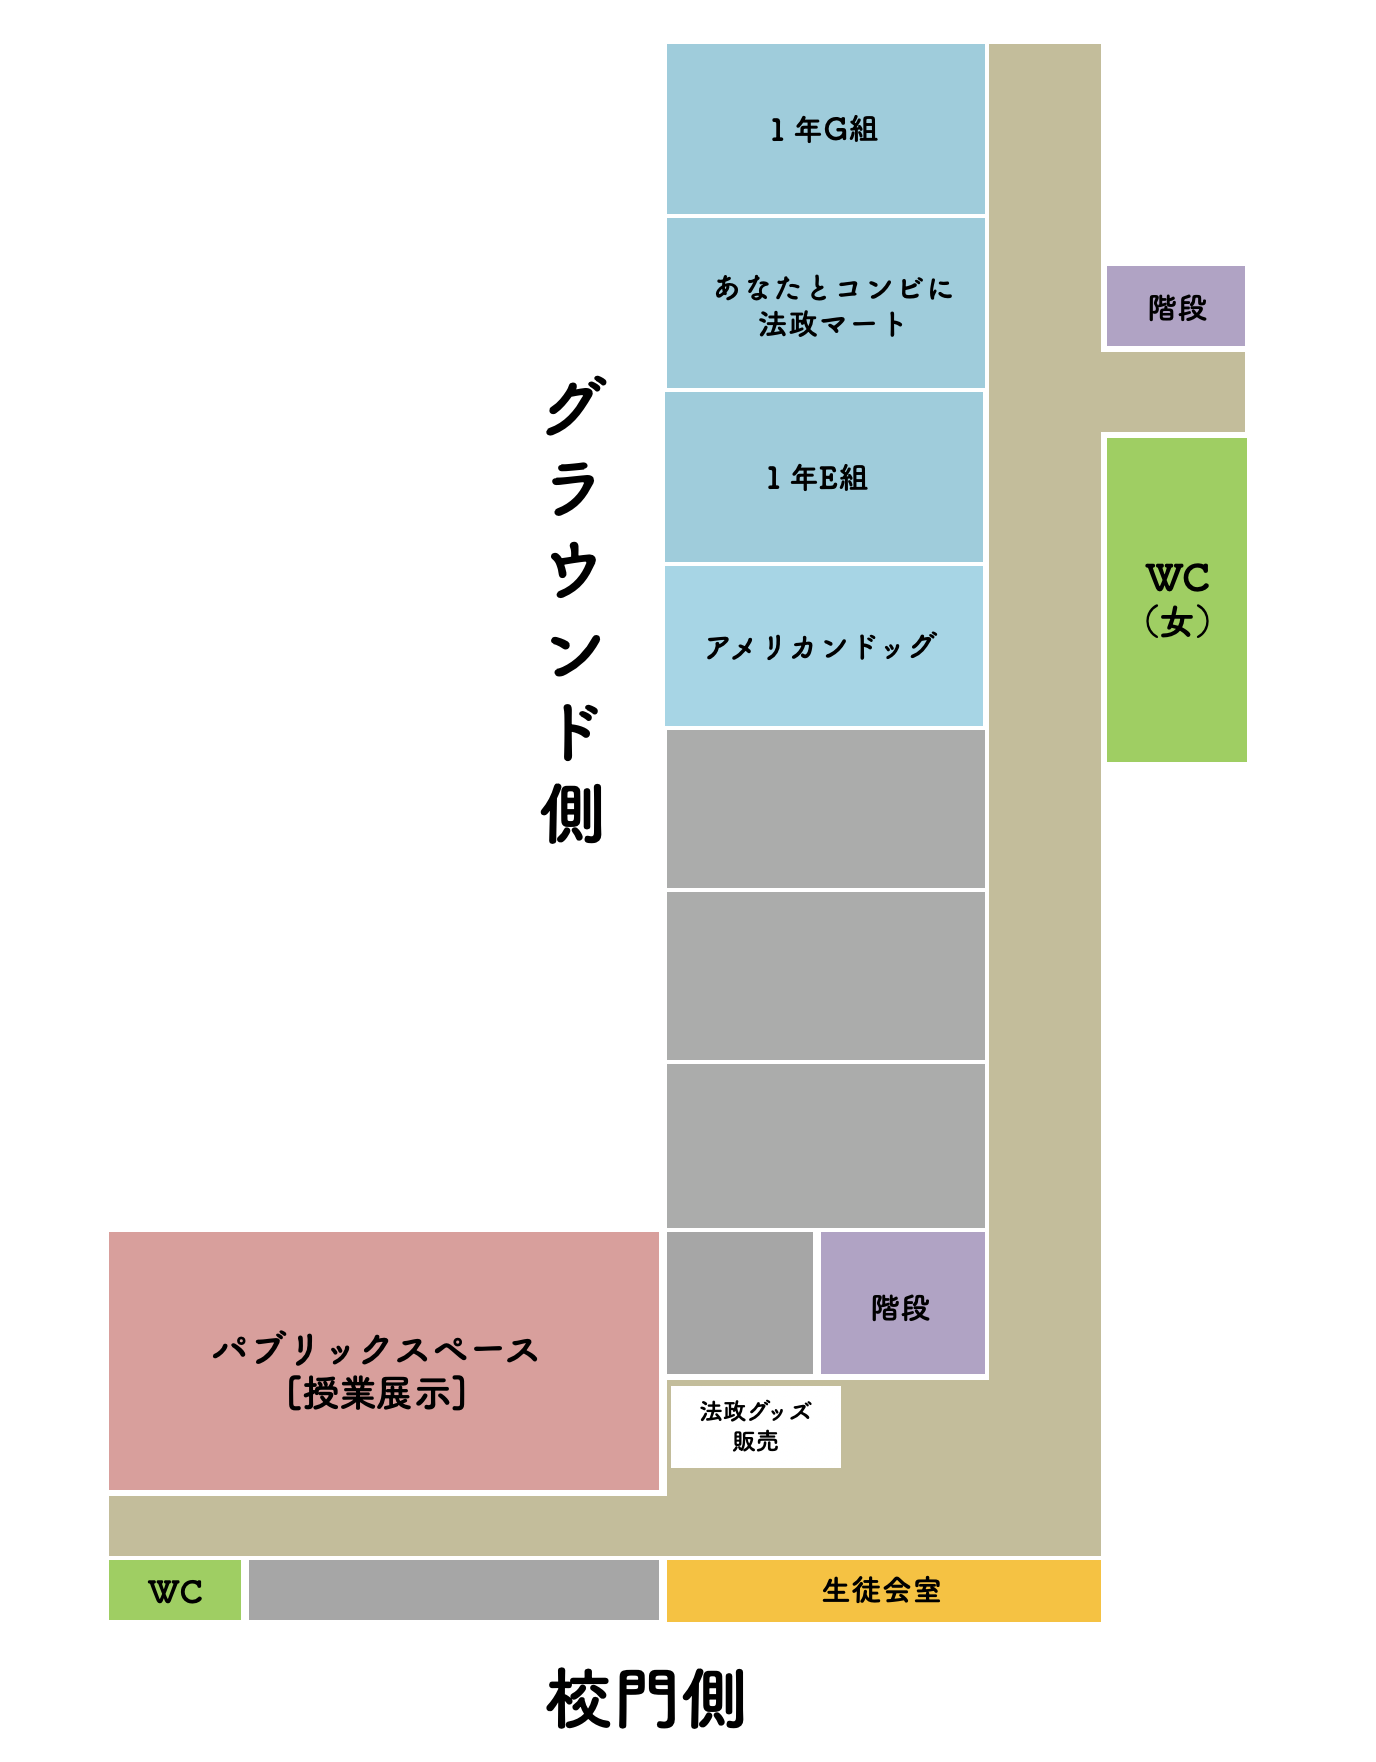 1年G組
あなたとコンビに
法政マート
階段
グラウンド側
1年E組
WC
（女）
アメリカンドッグ
階段
パブリックスペース
[授業展示]
法政グッズ
販売
WC
生徒会室
校門側